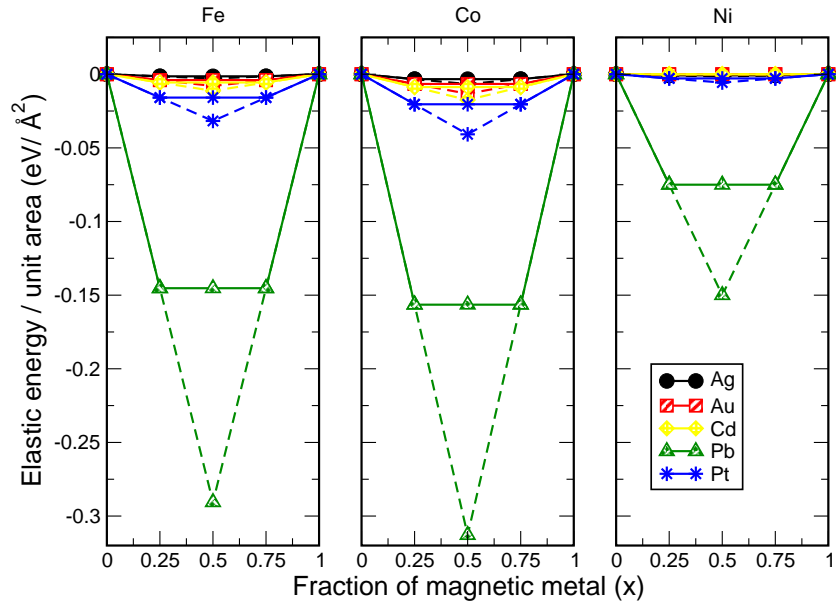 Fe Co Ni
Elastic energy / unit area (eV/ Å²)
0
-0.05
-0.1
-0.15
-0.2
-0.25
-0.3
Ag
Au
Cd
Pb
Pt
0 0.25 0.5 0.75 1 0 0.25 0.5 0.75 1 0 0.25 0.5 0.75 1
Fraction of magnetic metal (x)